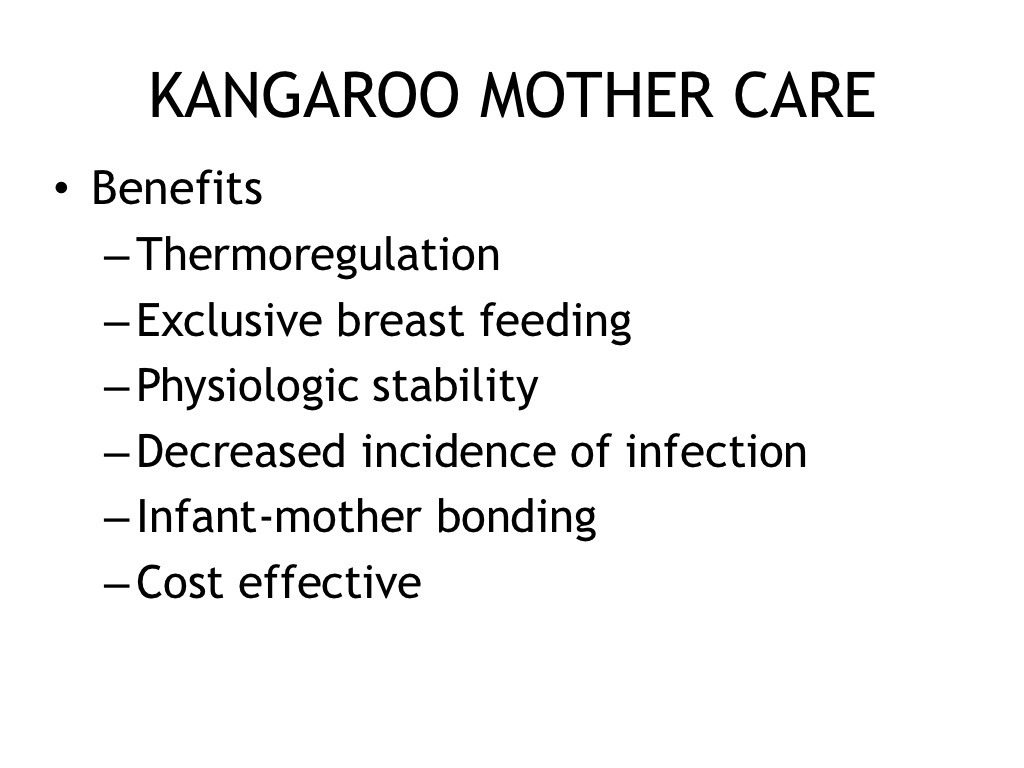 KANGAROO MOTHER CARE
• Benefits
–Thermoregulation
–Exclusive breast feeding
–Physiologic stability
–Decreased incidence of infection
–Infant-mother bonding
–Cost effective